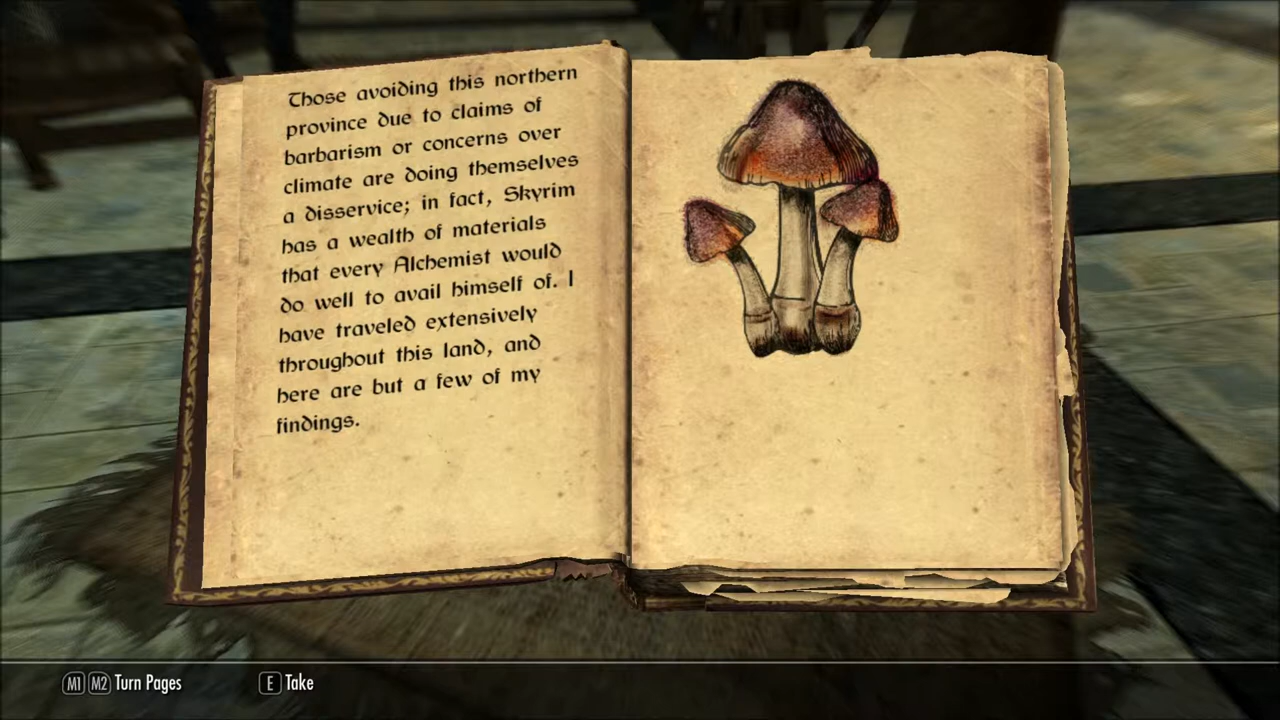 Those avoiding this northern
province due to claims of
barbarism or concerns over
climate are doing themselves
a disservice; in fact, Skyrim
has a wealth of materials
that every Alchemist would
do well to avail himself of. I
have traveled extensively
throughout this land, and
here are but a few of my
findings.
M1 M2 Turn Pages
E Take